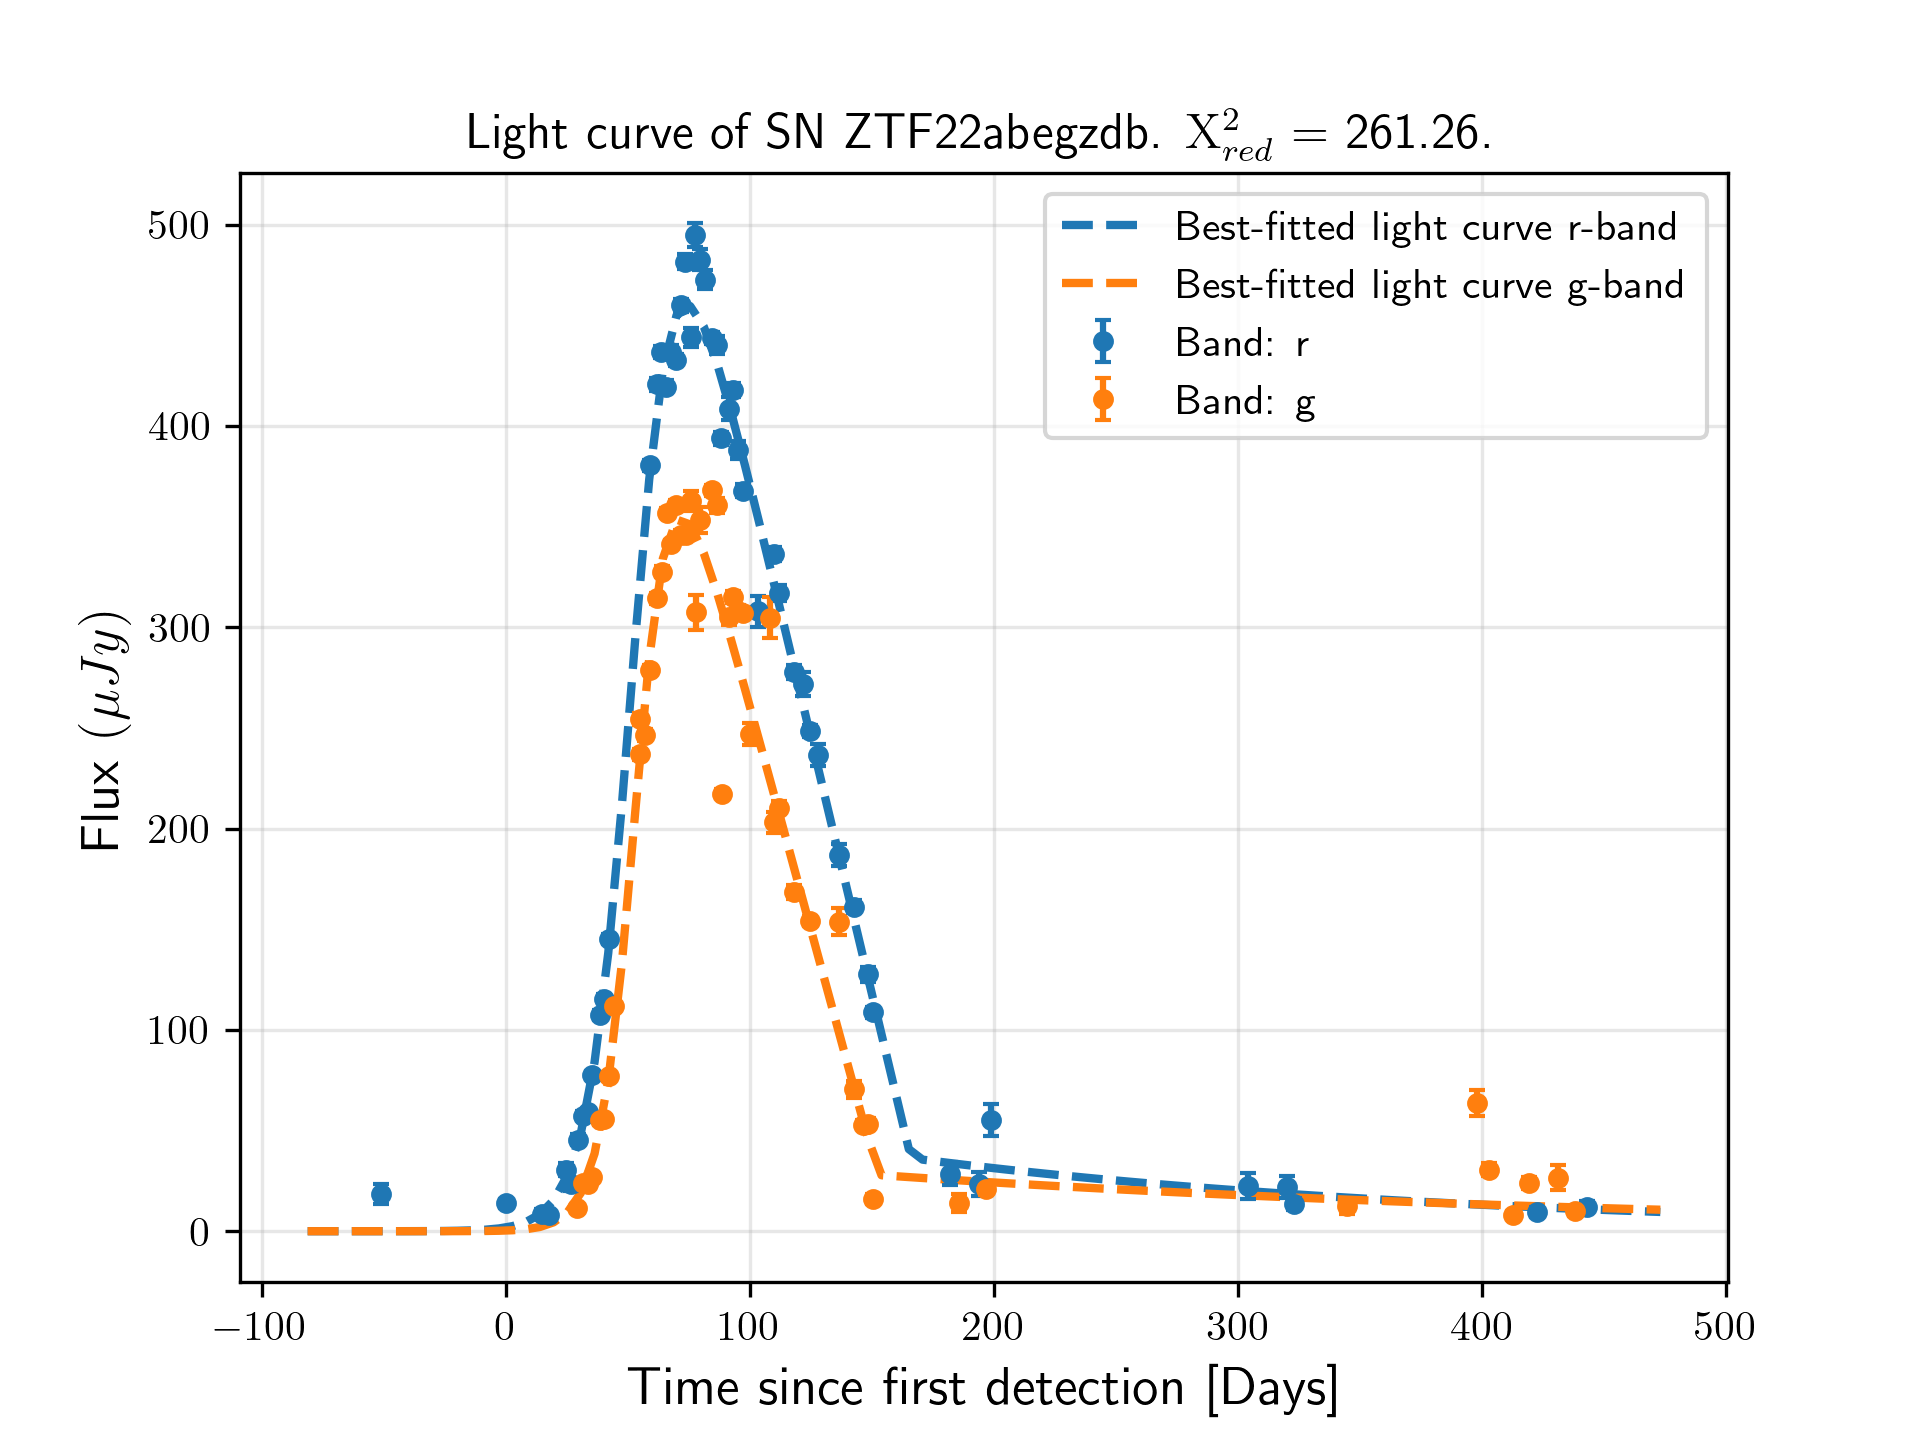 Light curve of SN ZTF22abegzdb. X²_red = 261.26.
Best-fitted light curve r-band
Best-fitted light curve g-band
Band: r
Band: g
500
400
300
200
100
0
Flux (μJy)
−100 0 100 200 300 400 500
Time since first detection [Days]